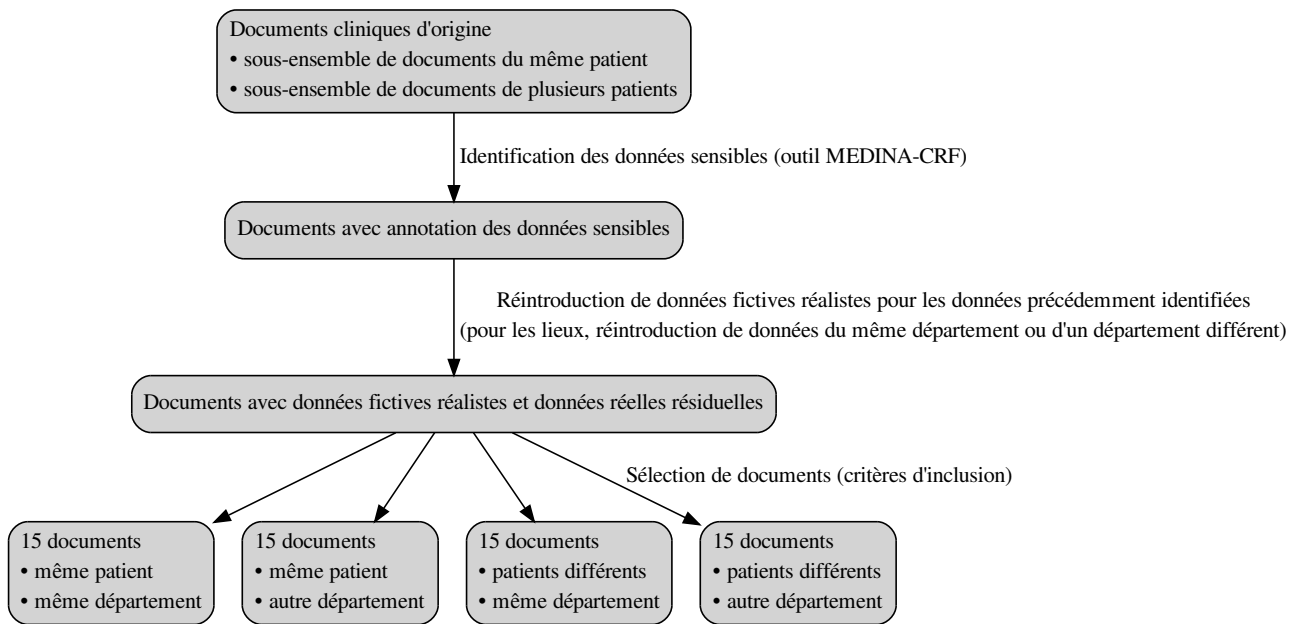 Documents cliniques d'origine
• sous-ensemble de documents du même patient
• sous-ensemble de documents de plusieurs patients
Identification des données sensibles (outil MEDINA-CRF)
Documents avec annotation des données sensibles
Réintroduction de données fictives réalistes pour les données précédemment identifiées
(pour les lieux, réintroduction de données du même département ou d'un département différent)
Documents avec données fictives réalistes et données réelles résiduelles
Sélection de documents (critères d'inclusion)
15 documents
• même patient
• même département
15 documents
• même patient
• autre département
15 documents
• patients différents
• même département
15 documents
• patients différents
• autre département